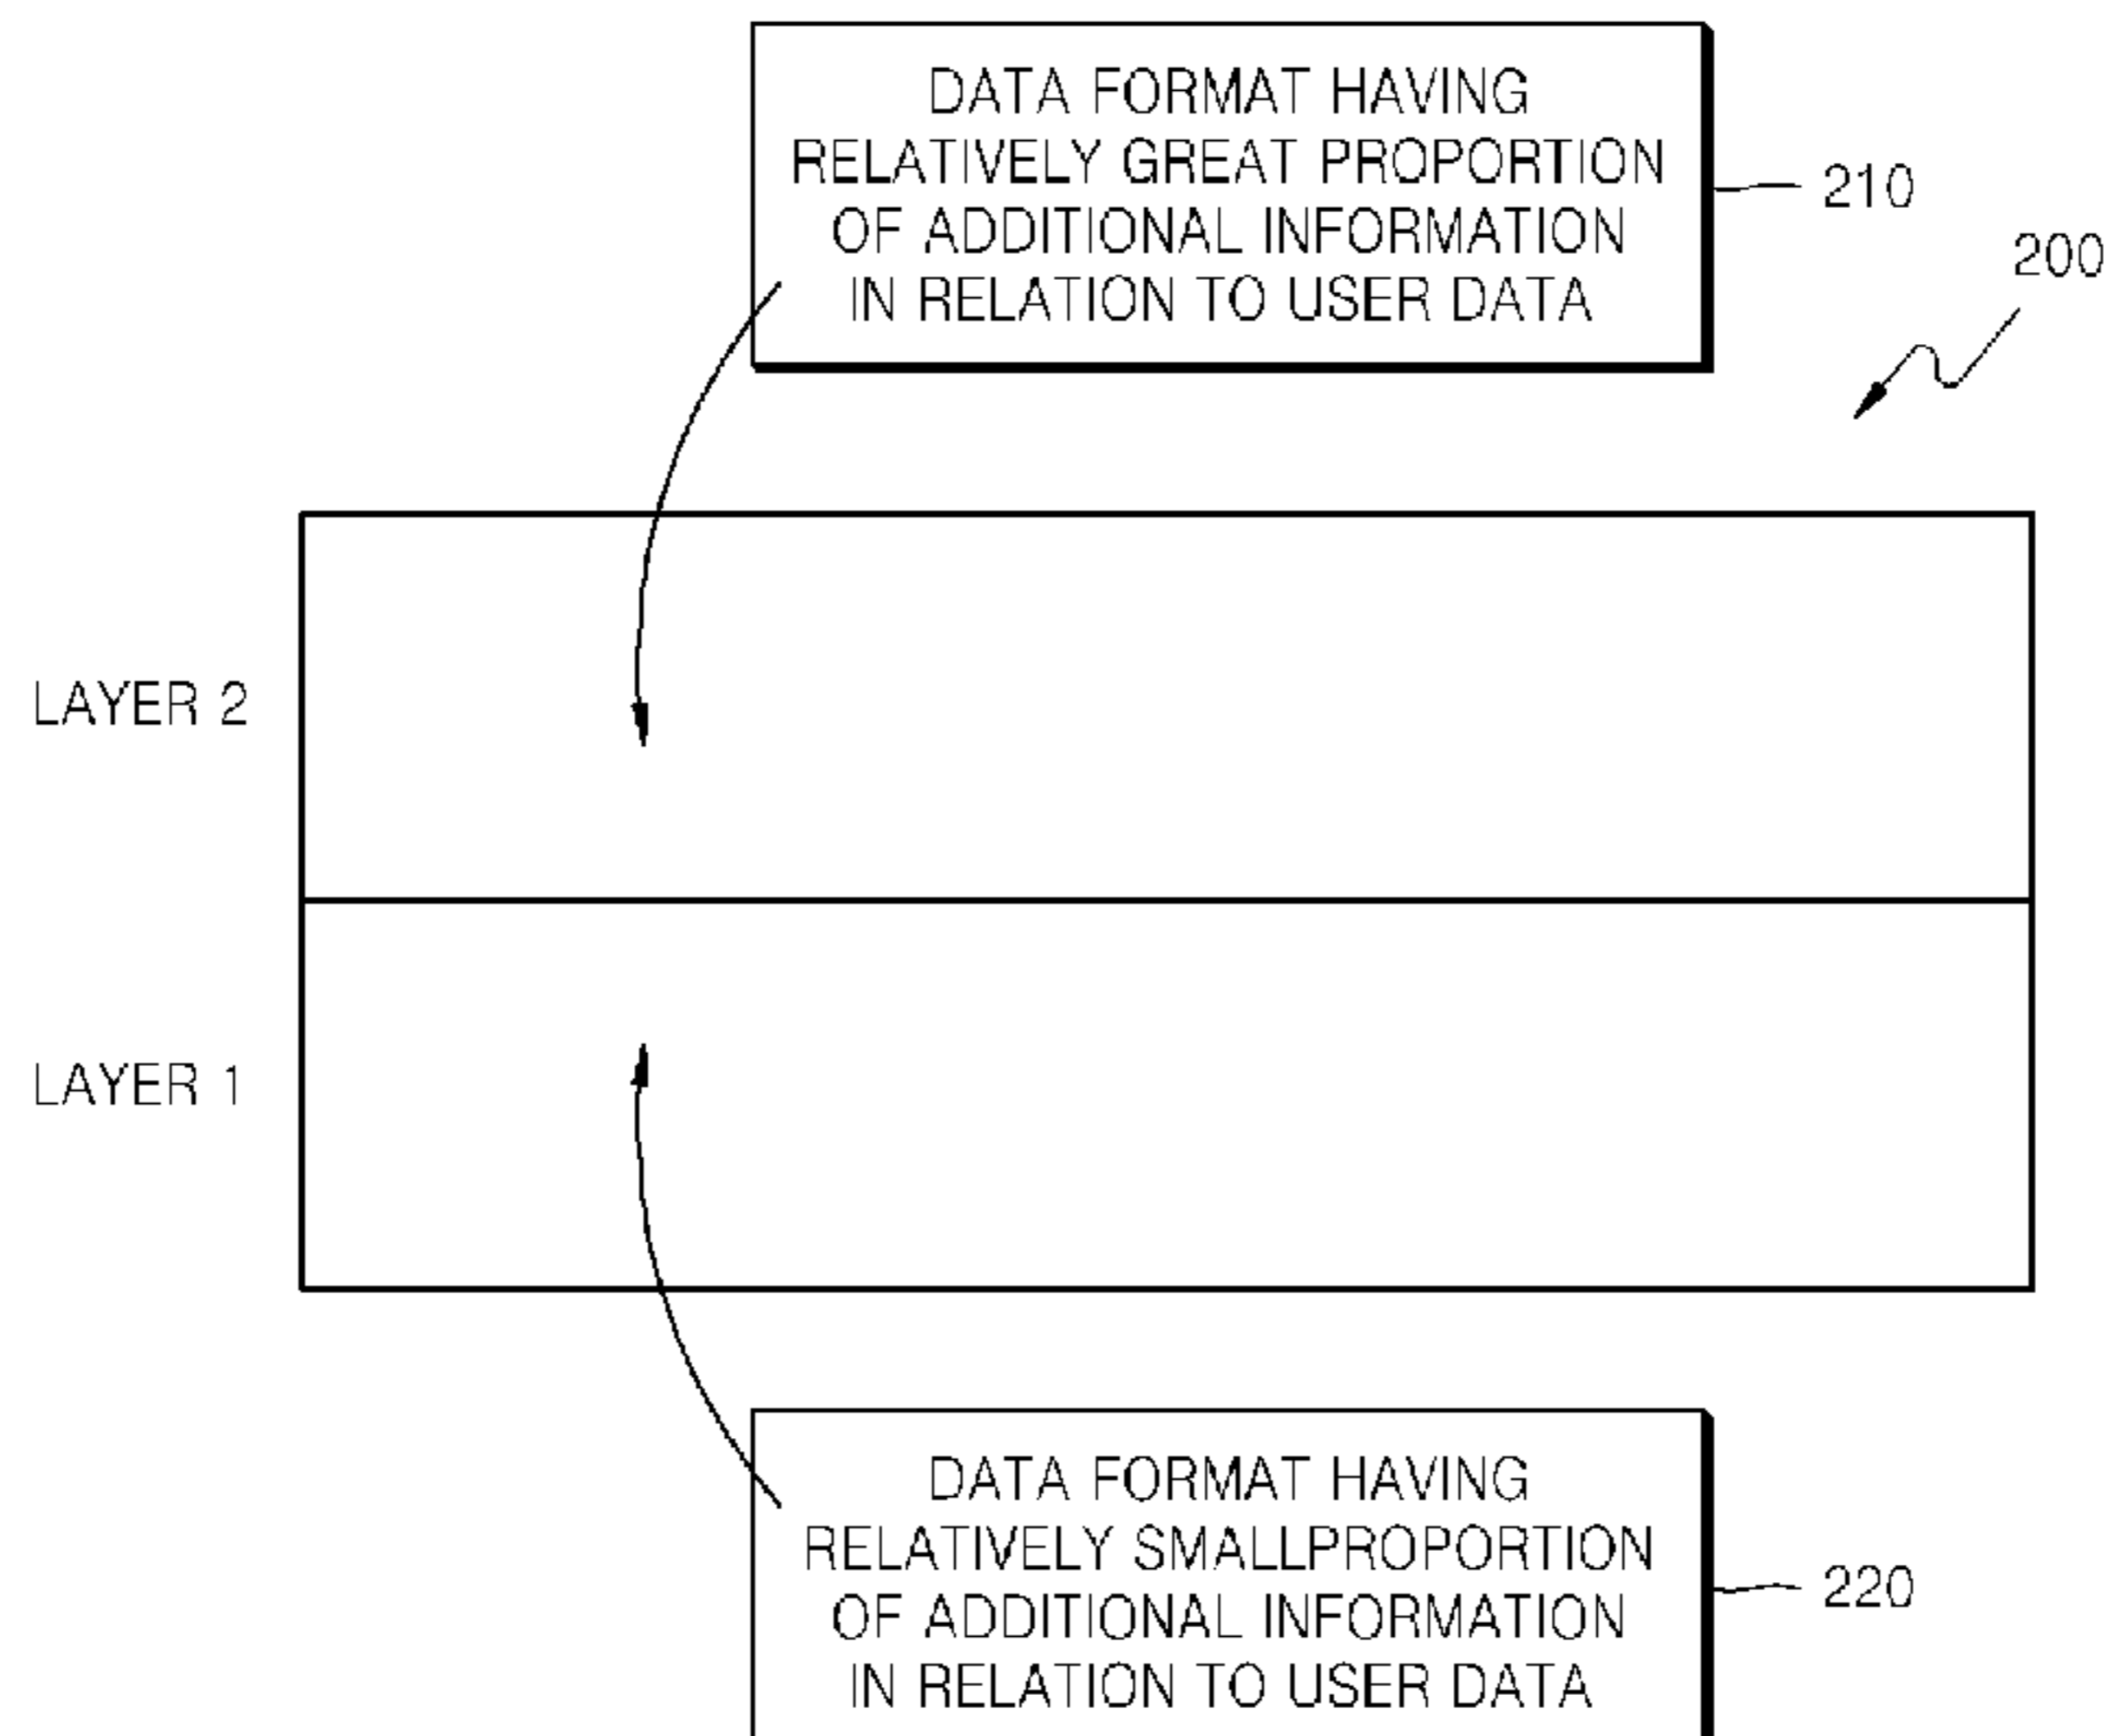 DATA FORMAT HAVING
RELATIVELY GREAT PROPORTION
OF ADDITIONAL INFORMATION
IN RELATION TO USER DATA
210
200
LAYER 2
LAYER 1
DATA FORMAT HAVING
RELATIVELY SMALLPROPORTION
OF ADDITIONAL INFORMATION
IN RELATION TO USER DATA
220